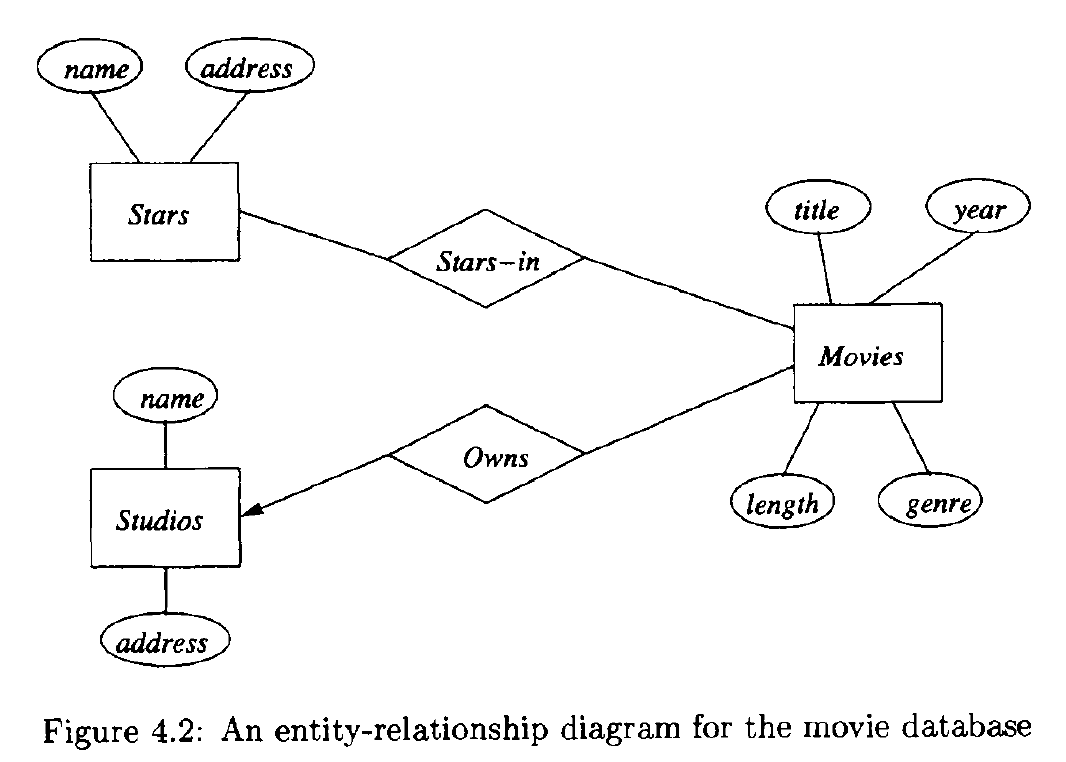 name
address
Stars
title
year
Stars-in
Movies
name
Owns
length
genre
Studios
address
Figure 4.2: An entity-relationship diagram for the movie database